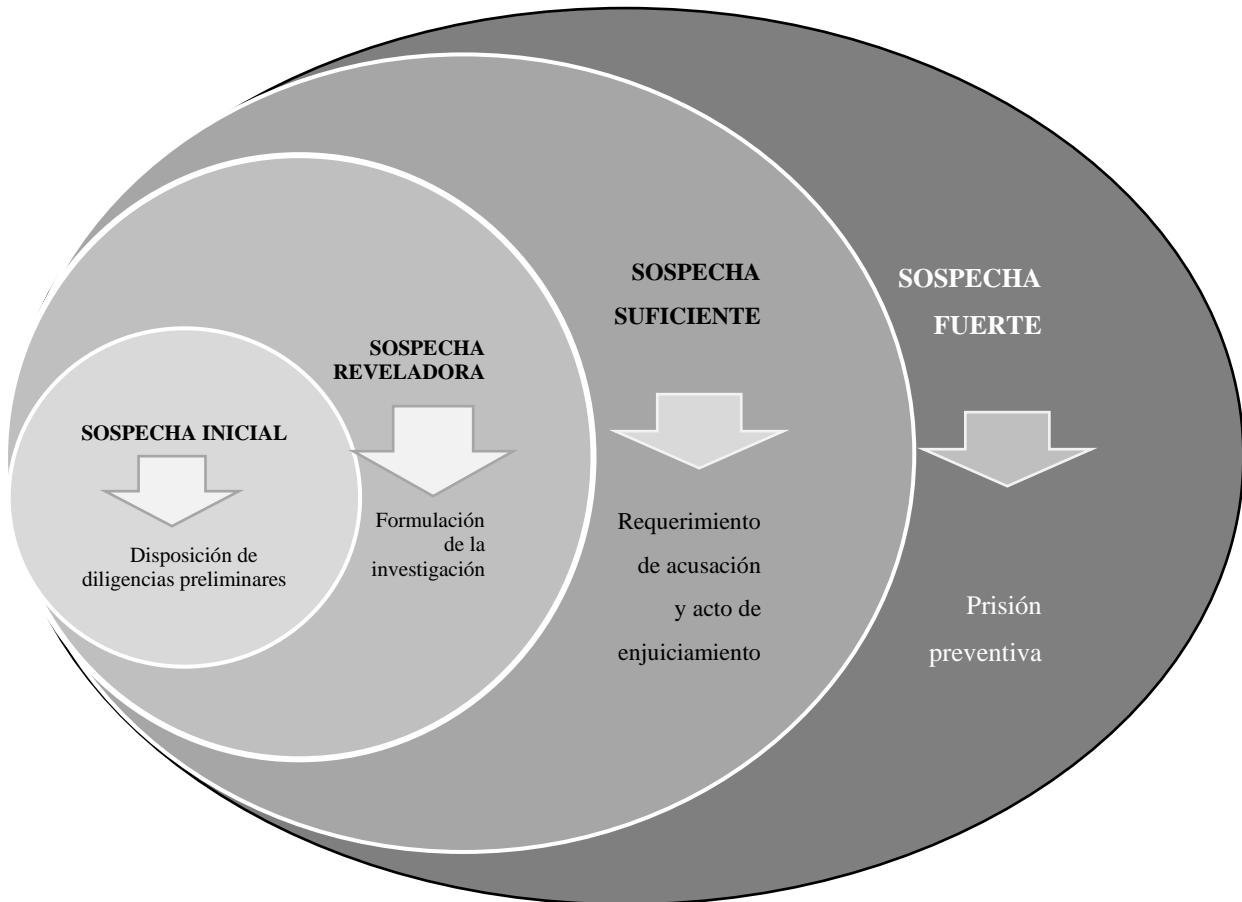 SOSPECHA INICIAL
Disposición de
diligencias preliminares
SOSPECHA
REVELADORA
Formulación
de la
investigación
SOSPECHA
SUFICIENTE
Requerimiento
de acusación
y acto de
enjuiciamiento
SOSPECHA
FUERTE
Prisión
preventiva